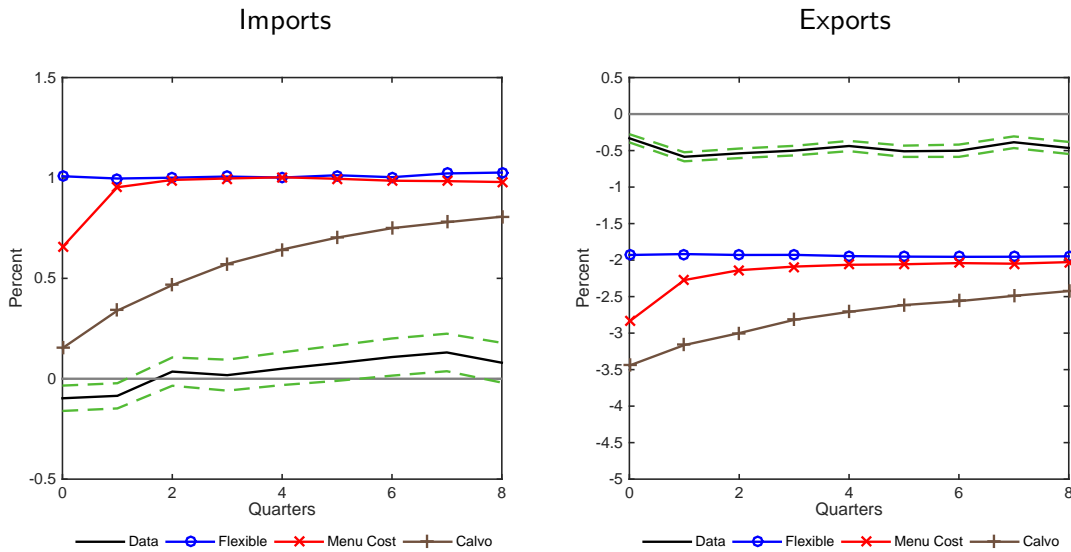 Imports
1.5
1
0.5
0
-0.5
Percent
0 2 4 6 8
Quarters
Data Flexible Menu Cost Calvo
Exports
0.5
0
-0.5
-1
-1.5
-2
-2.5
-3
-3.5
-4
-4.5
-5
Percent
0 2 4 6 8
Quarters
Data Flexible Menu Cost Calvo